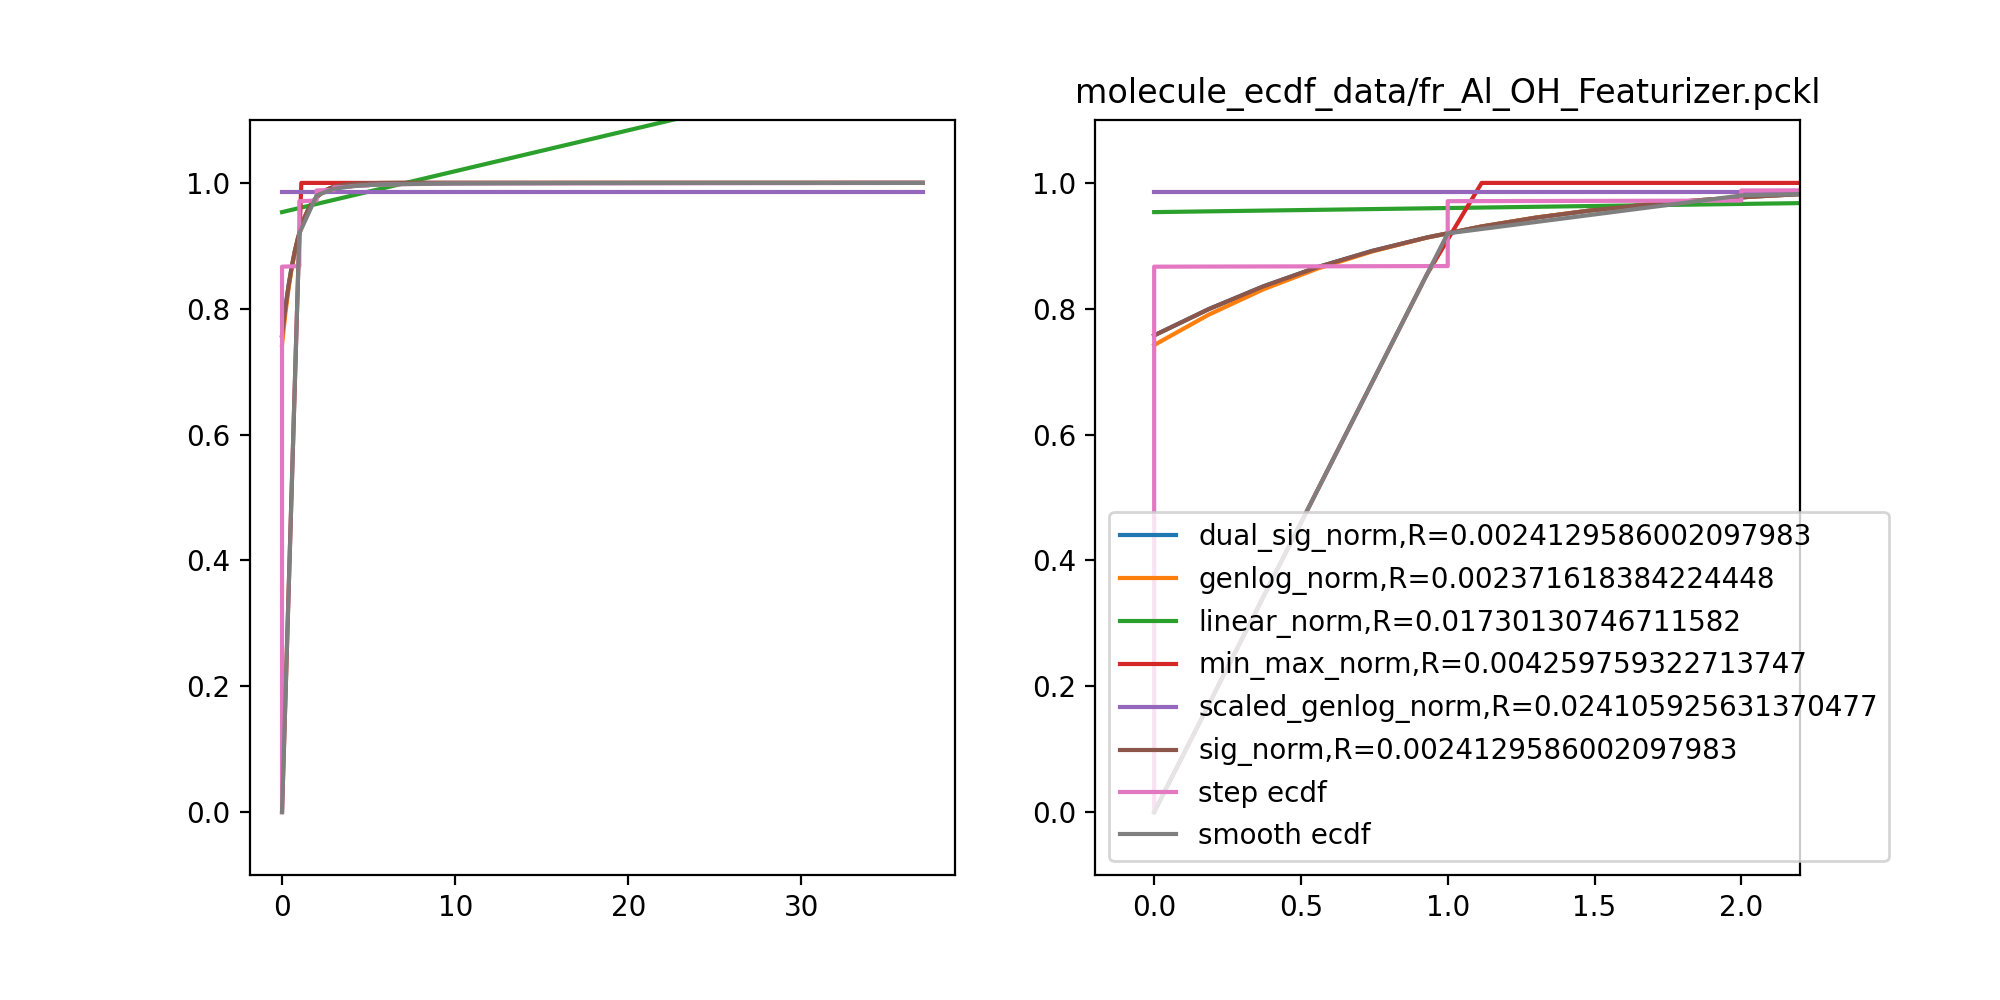 molecule_ecdf_data/fr_Al_OH_Featurizer.pckl
1.0
0.8
0.6
0.4
0.2
0.0
0 10 20 30
1.0
0.8
0.6
0.4
0.2
0.0
dual_sig_norm,R=0.0024129586002097983
genlog_norm,R=0.002371618384224448
linear_norm,R=0.01730130746711582
min_max_norm,R=0.004259759322713747
scaled_genlog_norm,R=0.024105925631370477
sig_norm,R=0.0024129586002097983
step ecdf
smooth ecdf
0.0 0.5 1.0 1.5 2.0